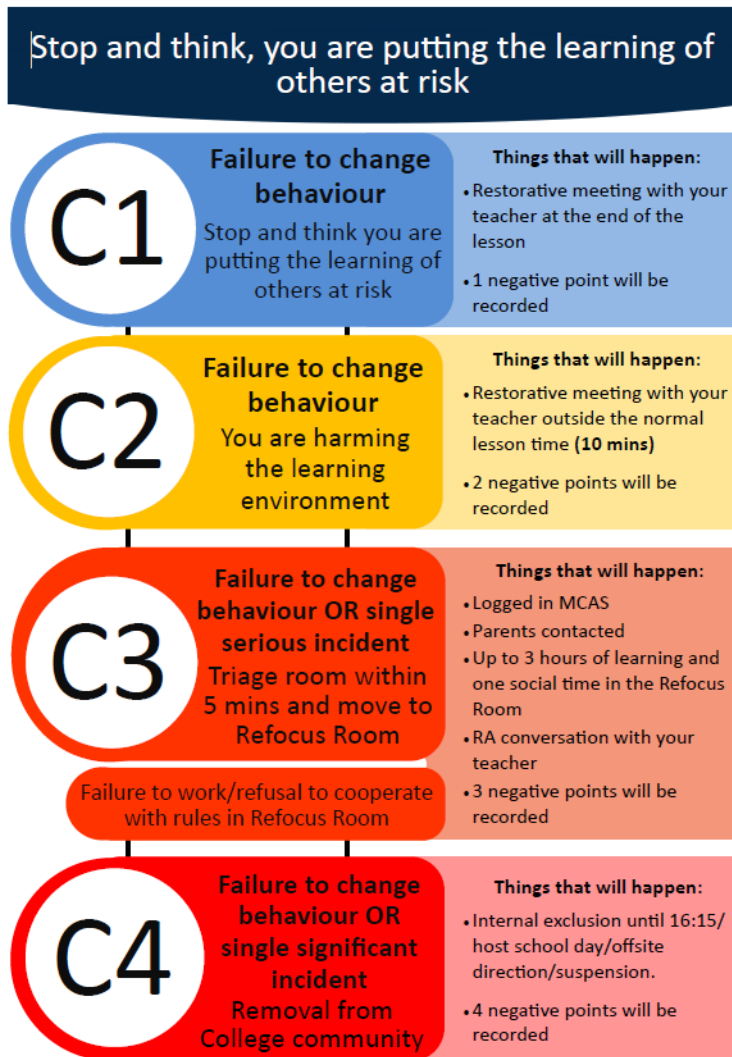 Stop and think, you are putting the learning of
others at risk
C1
Failure to change
behaviour
Stop and think you are
putting the learning of
others at risk
Things that will happen:
• Restorative meeting with your
teacher at the end of the
lesson
• 1 negative point will be
recorded
C2
Failure to change
behaviour
You are harming
the learning
environment
Things that will happen:
• Restorative meeting with your
teacher outside the normal
lesson time (10 mins)
• 2 negative points will be
recorded
C3
Failure to change
behaviour OR single
serious incident
Triage room within
5 mins and move to
Refocus Room
Failure to work/refusal to cooperate
with rules in Refocus Room
Things that will happen:
• Logged in MCAS
• Parents contacted
• Up to 3 hours of learning and
one social time in the Refocus
Room
• RA conversation with your
teacher
• 3 negative points will be
recorded
C4
Failure to change
behaviour OR
single significant
incident
Removal from
College community
Things that will happen:
• Internal exclusion until 16:15/
host school day/offsite
direction/suspension.
• 4 negative points will be
recorded